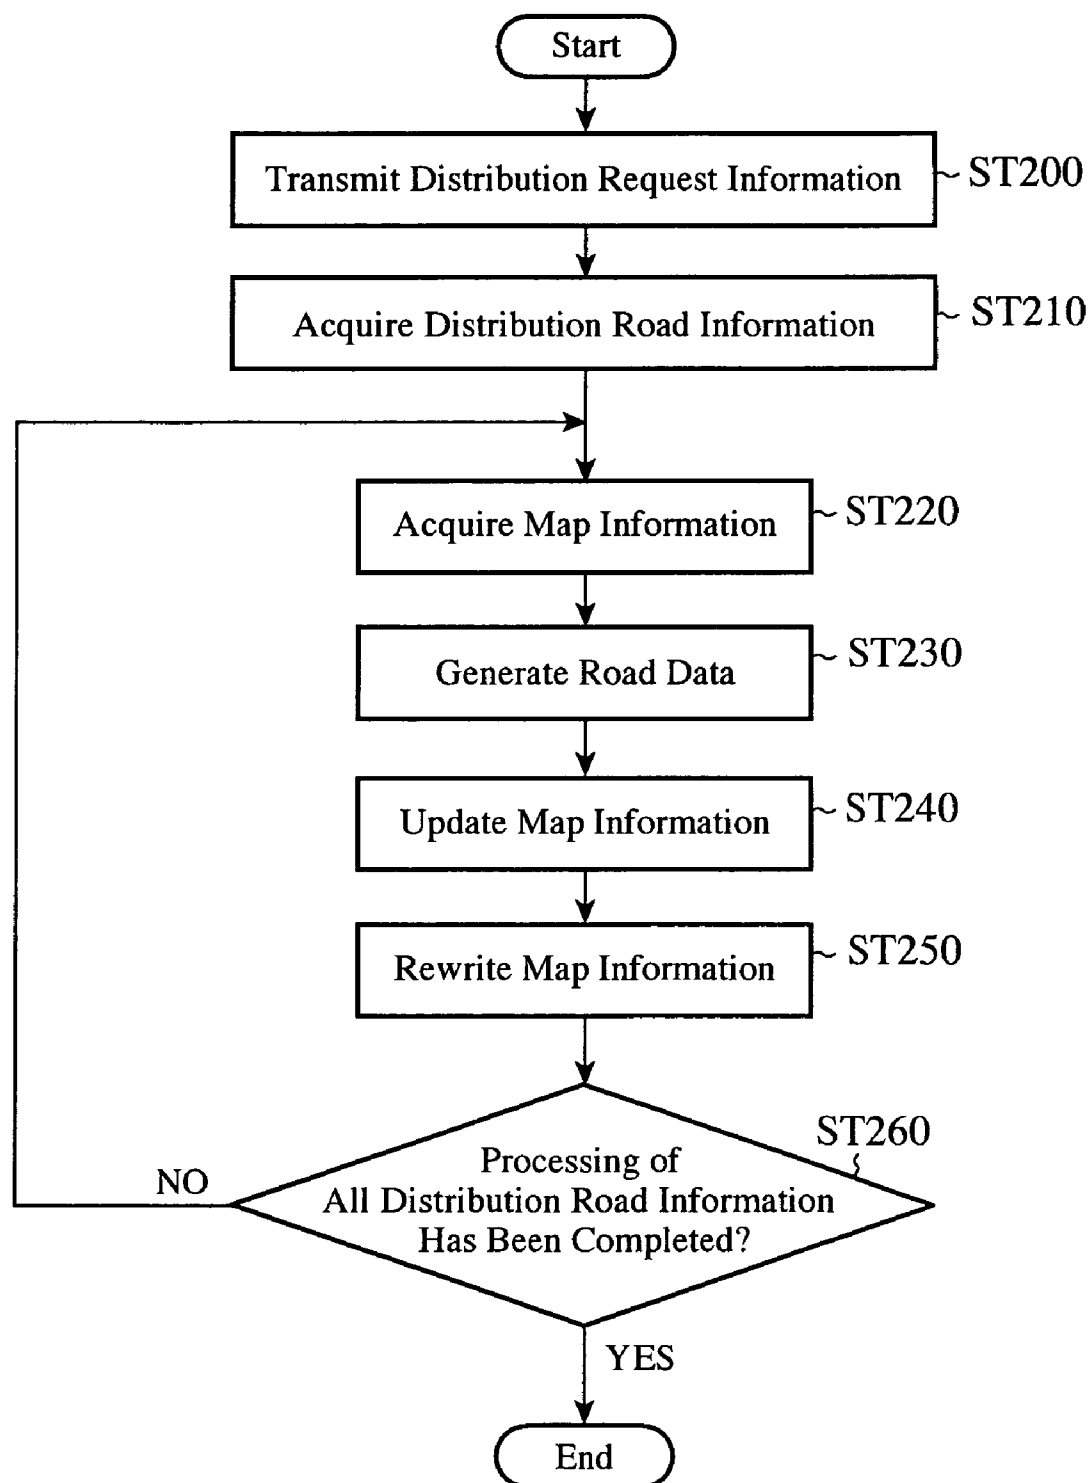 Start
Transmit Distribution Request Information
ST200
Acquire Distribution Road Information
ST210
Acquire Map Information
ST220
Generate Road Data
ST230
Update Map Information
ST240
Rewrite Map Information
ST250
ST260
Processing of
All Distribution Road Information
Has Been Completed?
NO
YES
End